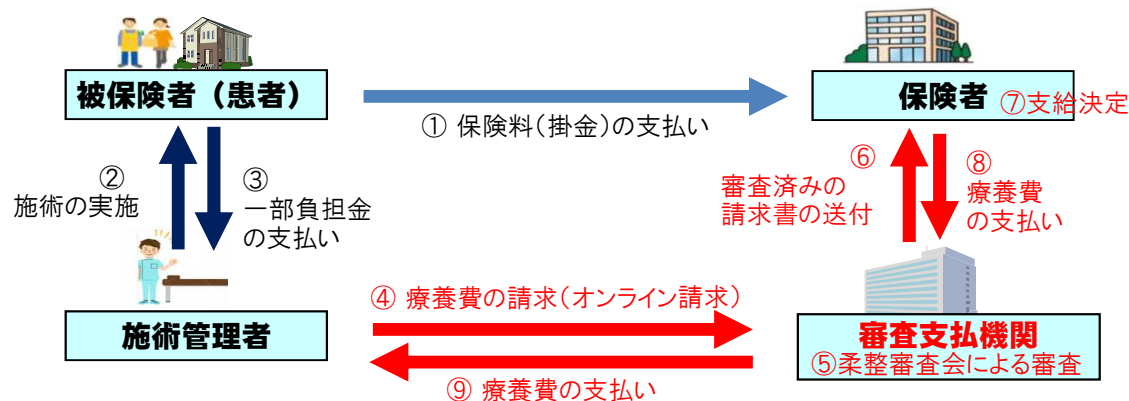 被保険者（患者）
保険者
⑦支給決定
① 保険料（掛金）の支払い
②
施術の実施
③
一部負担金
の支払い
⑥
審査済みの
請求書の送付
⑧
療養費
の支払い
④ 療養費の請求（オンライン請求）
施術管理者
審査支払機関
⑤柔整審査会による審査
⑨ 療養費の支払い